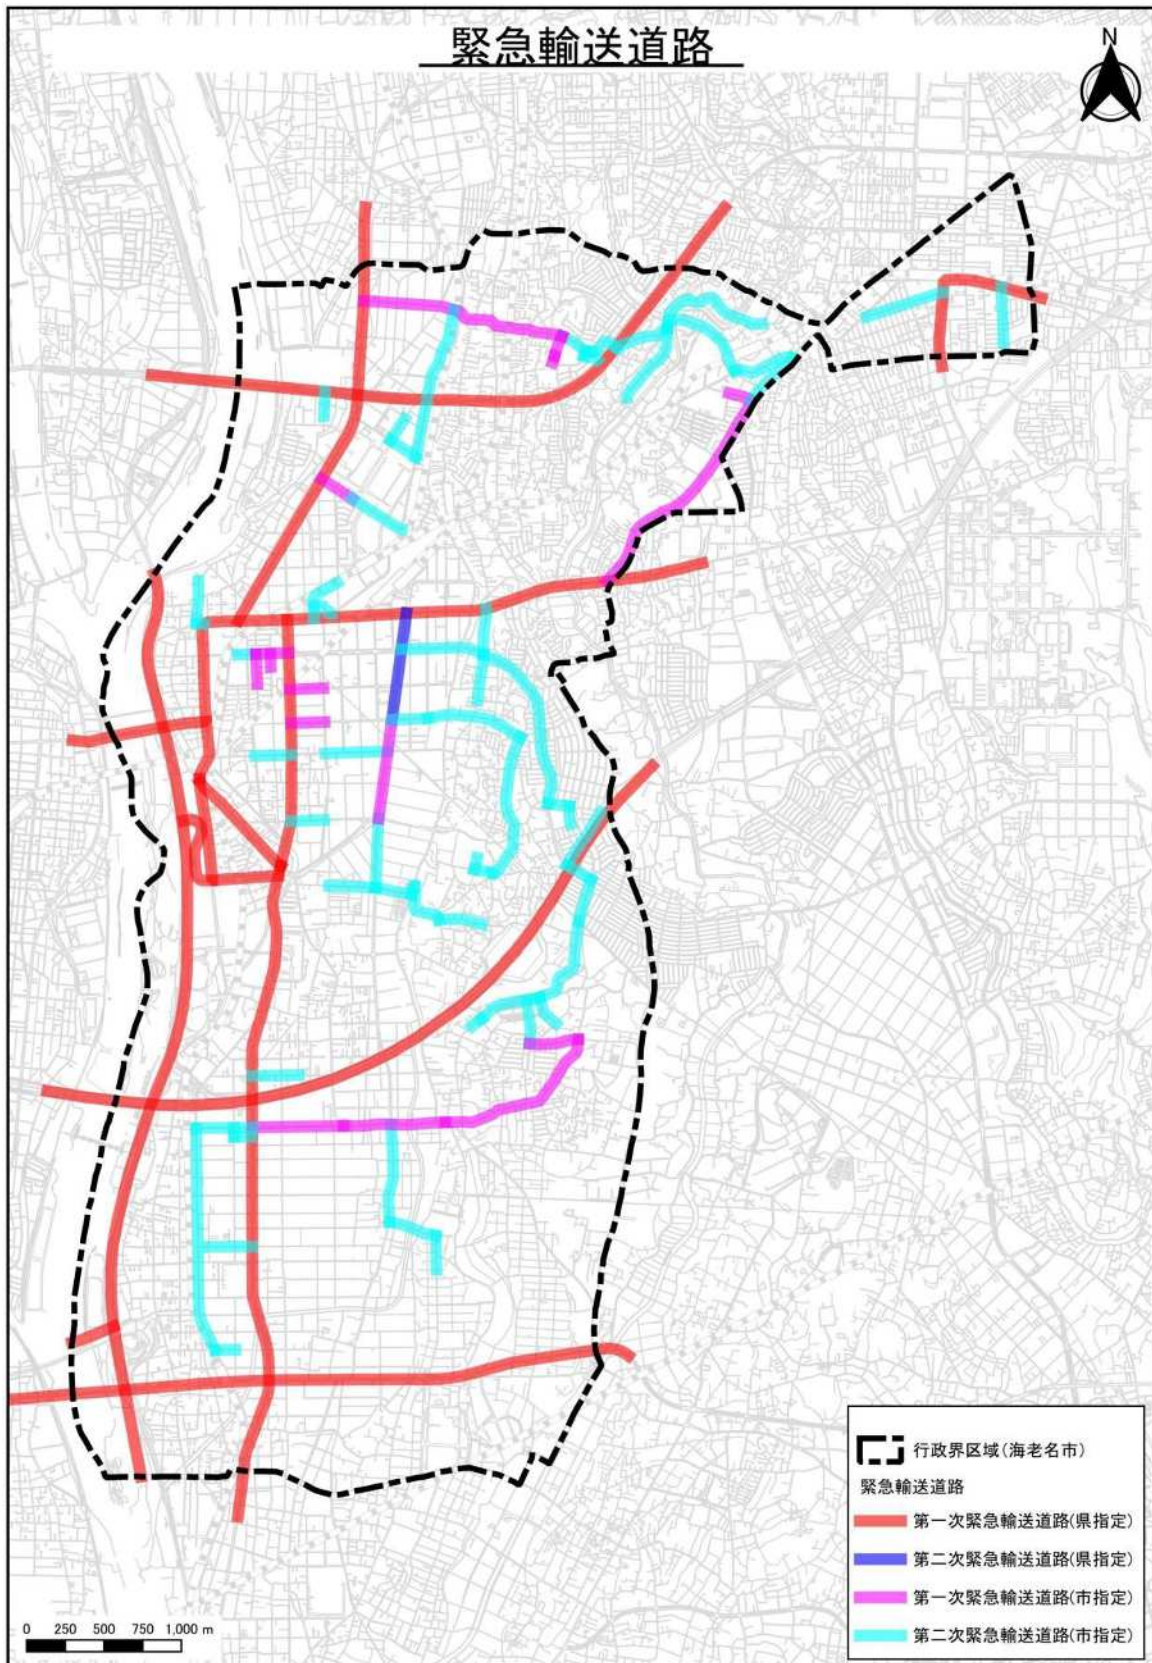 緊急輸送道路
N
行政界区域(海老名市)
緊急輸送道路
第一次緊急輸送道路(県指定)
第二次緊急輸送道路(県指定)
第一次緊急輸送道路(市指定)
第二次緊急輸送道路(市指定)
0 250 500 750 1,000 m